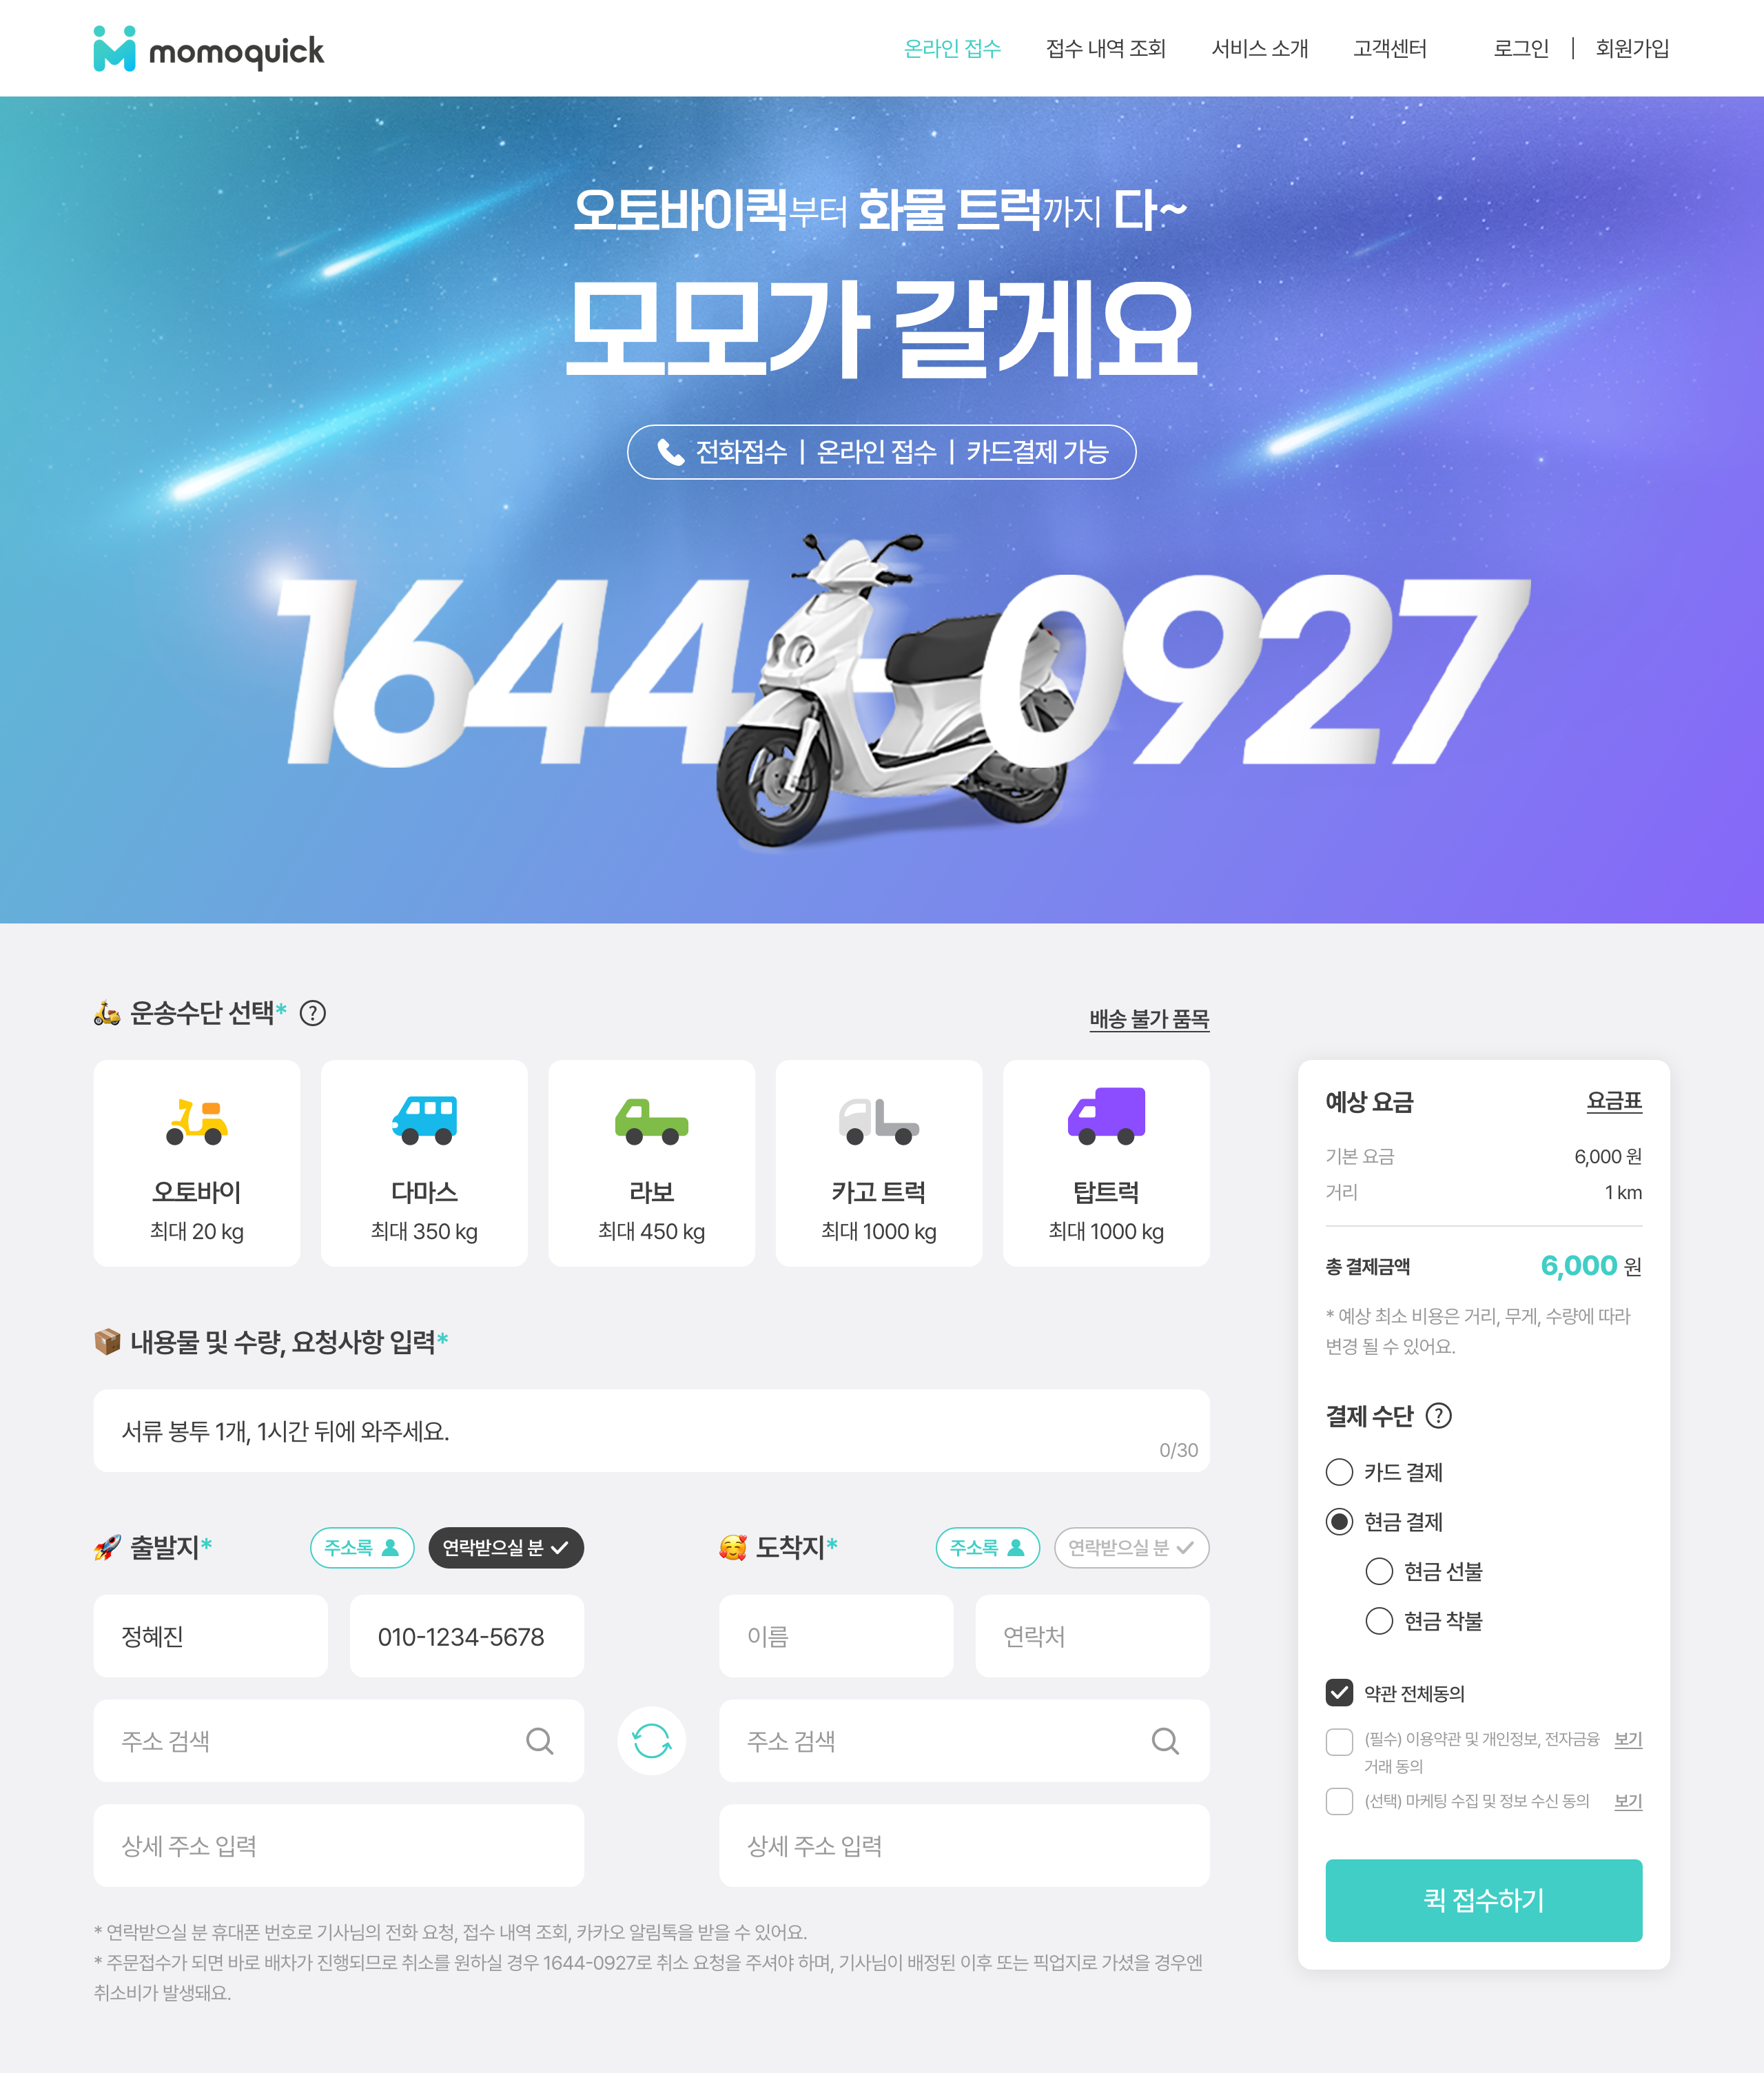 momoquick
온라인 접수 접수 내역 조회 서비스 소개 고객센터 로그인 | 회원가입
오토바이퀵부터 화물 트럭까지 다~
모모가 갈게요
전화접수 | 온라인 접수 | 카드결제 가능
1644-0927
운송수단 선택* ?
배송 불가 품목
오토바이
최대 20 kg
다마스
최대 350 kg
라보
최대 450 kg
카고 트럭
최대 1000 kg
탑트럭
최대 1000 kg
내용물 및 수량, 요청사항 입력*
서류 봉투 1개, 1시간 뒤에 와주세요.
0/30
출발지*
주소록
연락받으실 분
정혜진
010-1234-5678
주소 검색
상세 주소 입력
도착지*
주소록
연락받으실 분
이름
연락처
주소 검색
상세 주소 입력
* 연락받으실 분 휴대폰 번호로 기사님의 전화 요청, 접수 내역 조회, 카카오 알림톡을 받을 수 있어요.
* 주문접수가 되면 바로 배차가 진행되므로 취소를 원하실 경우 1644-0927로 취소 요청을 주셔야 하며, 기사님이 배정된 이후 또는 픽업지로 가셨을 경우엔
취소비가 발생돼요.
예상 요금 요금표
기본 요금 6,000 원
거리 1 km
총 결제금액 6,000 원
* 예상 최소 비용은 거리, 무게, 수량에 따라
변경 될 수 있어요.
결제 수단 ?
카드 결제
현금 결제
현금 선불
현금 착불
약관 전체동의
(필수) 이용약관 및 개인정보, 전자금융 보기
거래 동의
(선택) 마케팅 수집 및 정보 수신 동의 보기
퀵 접수하기